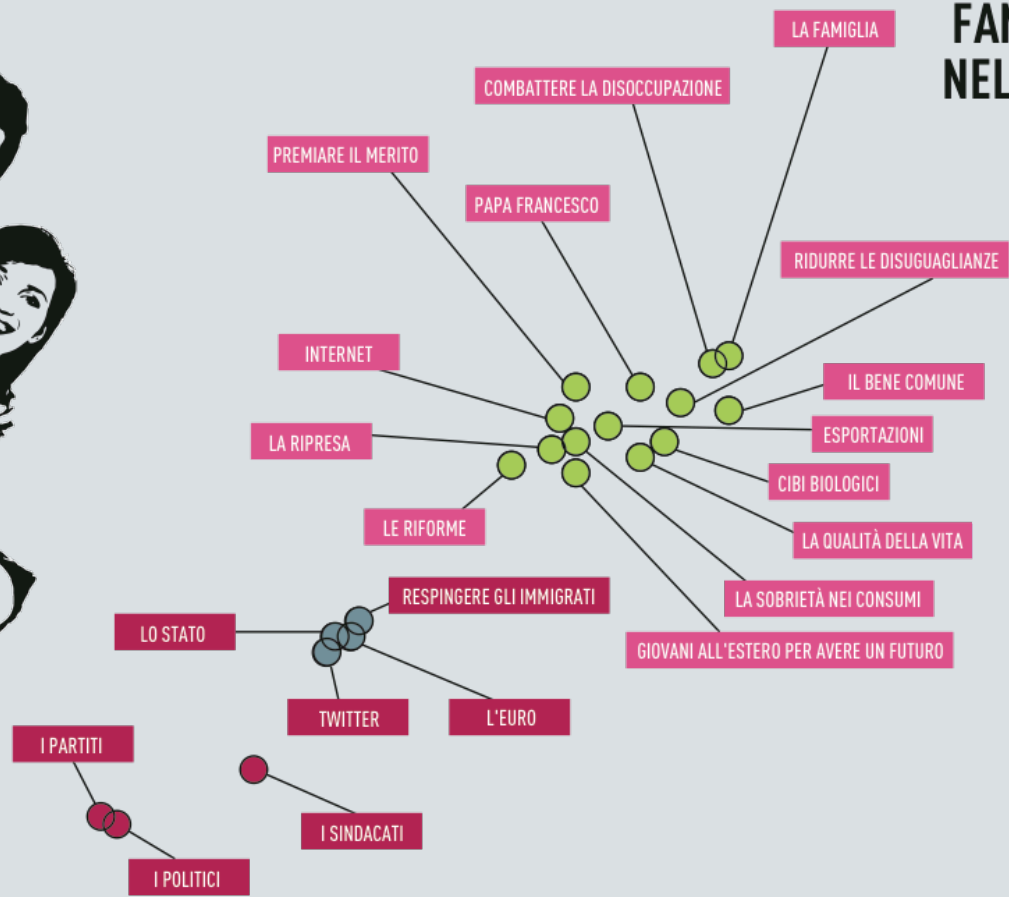 LA FAMIGLIA
COMBATTERE LA DISOCCUPAZIONE
PREMIARE IL MERITO
PAPA FRANCESCO
RIDURRE LE DISUGUAGLIANZE
INTERNET
IL BENE COMUNE
LA RIPRESA
ESPORTAZIONI
CIBI BIOLOGICI
LE RIFORME
LA QUALITÀ DELLA VITA
RESPINGERE GLI IMMIGRATI
LA SOBRIETÀ NEI CONSUMI
LO STATO
GIOVANI ALL'ESTERO PER AVERE UN FUTURO
TWITTER
L'EURO
I PARTITI
I SINDACATI
I POLITICI